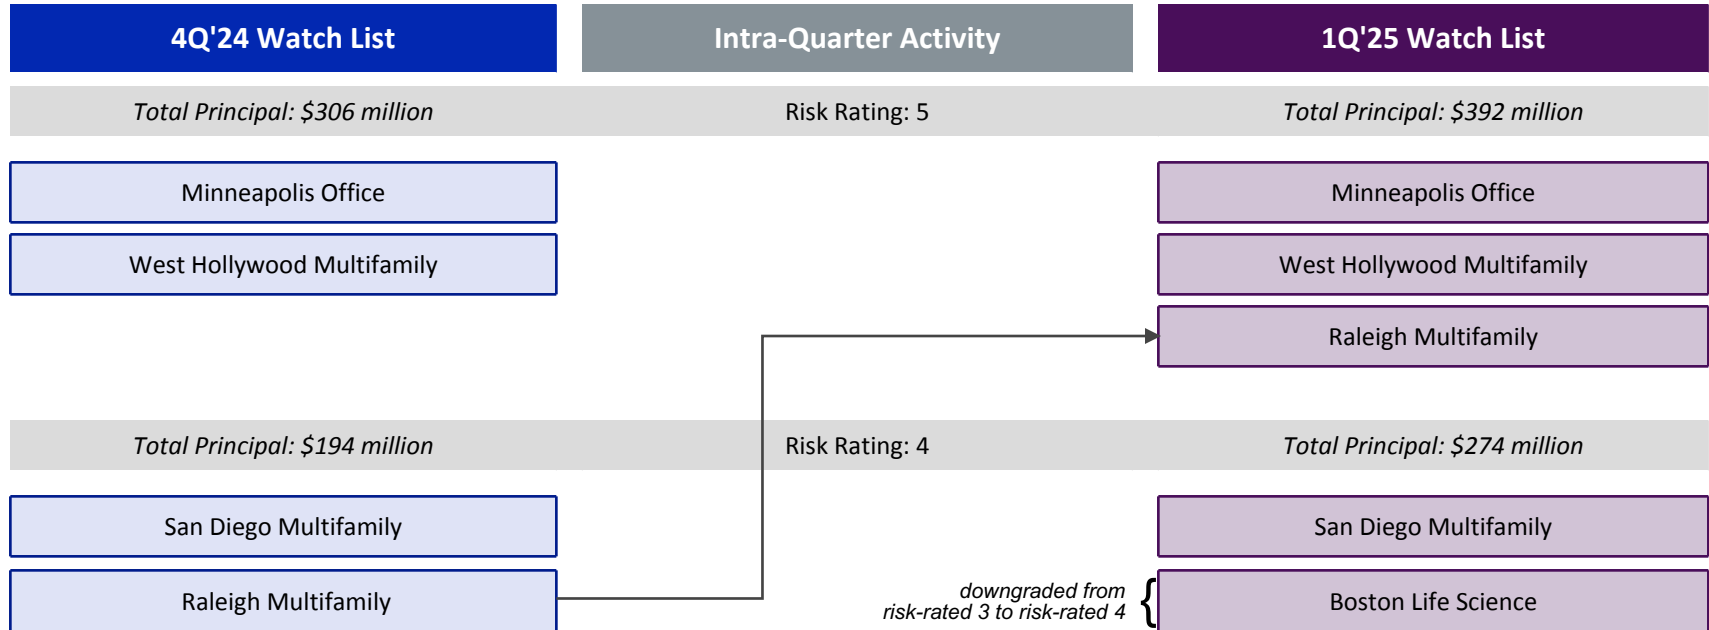 4Q'24 Watch List
Intra-Quarter Activity
1Q'25 Watch List
Total Principal: $306 million
Risk Rating: 5
Total Principal: $392 million
Minneapolis Office
Minneapolis Office
West Hollywood Multifamily
West Hollywood Multifamily
Raleigh Multifamily
Total Principal: $194 million
Risk Rating: 4
Total Principal: $274 million
San Diego Multifamily
San Diego Multifamily
Raleigh Multifamily
downgraded from
risk-rated 3 to risk-rated 4
{
Boston Life Science